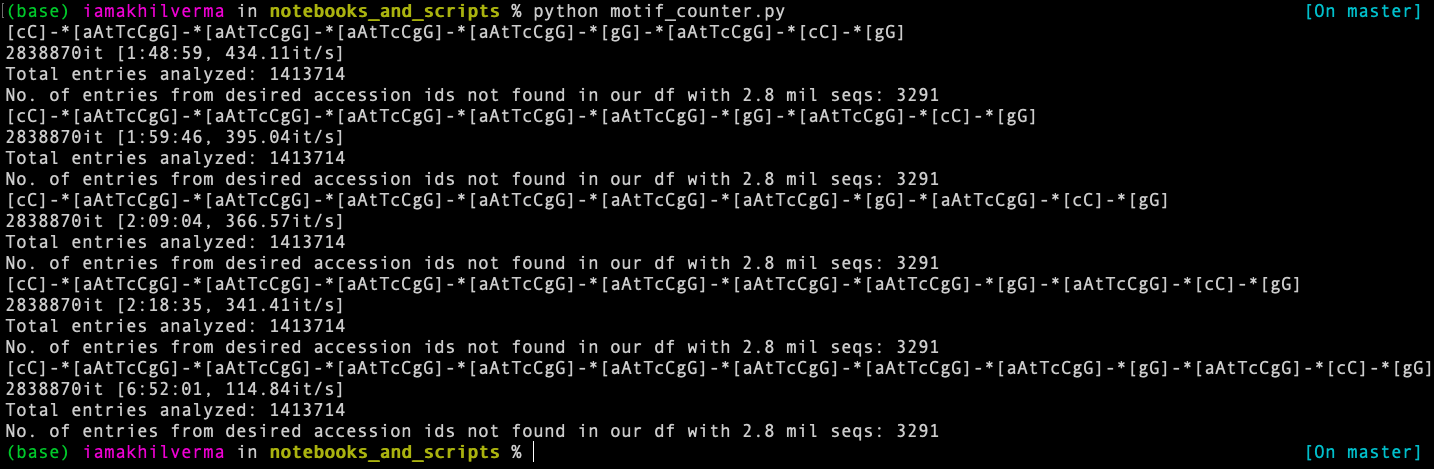 (base) iamakhilverma in notebooks_and_scripts % python motif_counter.py [On master]
[cC]-*[aAtTcCgG]-*[aAtTcCgG]-*[aAtTcCgG]-*[aAtTcCgG]-*[gG]-*[aAtTcCgG]-*[cC]-*[gG]
2838870it [1:48:59, 434.11it/s]
Total entries analyzed: 1413714
No. of entries from desired accession ids not found in our df with 2.8 mil seqs: 3291
[cC]-*[aAtTcCgG]-*[aAtTcCgG]-*[aAtTcCgG]-*[aAtTcCgG]-*[aAtTcCgG]-*[gG]-*[aAtTcCgG]-*[cC]-*[gG]
2838870it [1:59:46, 395.04it/s]
Total entries analyzed: 1413714
No. of entries from desired accession ids not found in our df with 2.8 mil seqs: 3291
[cC]-*[aAtTcCgG]-*[aAtTcCgG]-*[aAtTcCgG]-*[aAtTcCgG]-*[aAtTcCgG]-*[aAtTcCgG]-*[gG]-*[aAtTcCgG]-*[cC]-*[gG]
2838870it [2:09:04, 366.57it/s]
Total entries analyzed: 1413714
No. of entries from desired accession ids not found in our df with 2.8 mil seqs: 3291
[cC]-*[aAtTcCgG]-*[aAtTcCgG]-*[aAtTcCgG]-*[aAtTcCgG]-*[aAtTcCgG]-*[aAtTcCgG]-*[aAtTcCgG]-*[gG]-*[aAtTcCgG]-*[cC]-*[gG]
2838870it [2:18:35, 341.41it/s]
Total entries analyzed: 1413714
No. of entries from desired accession ids not found in our df with 2.8 mil seqs: 3291
[cC]-*[aAtTcCgG]-*[aAtTcCgG]-*[aAtTcCgG]-*[aAtTcCgG]-*[aAtTcCgG]-*[aAtTcCgG]-*[aAtTcCgG]-*[aAtTcCgG]-*[gG]-*[aAtTcCgG]-*[cC]-*[gG]
2838870it [6:52:01, 114.84it/s]
Total entries analyzed: 1413714
No. of entries from desired accession ids not found in our df with 2.8 mil seqs: 3291
(base) iamakhilverma in notebooks_and_scripts % [On master]